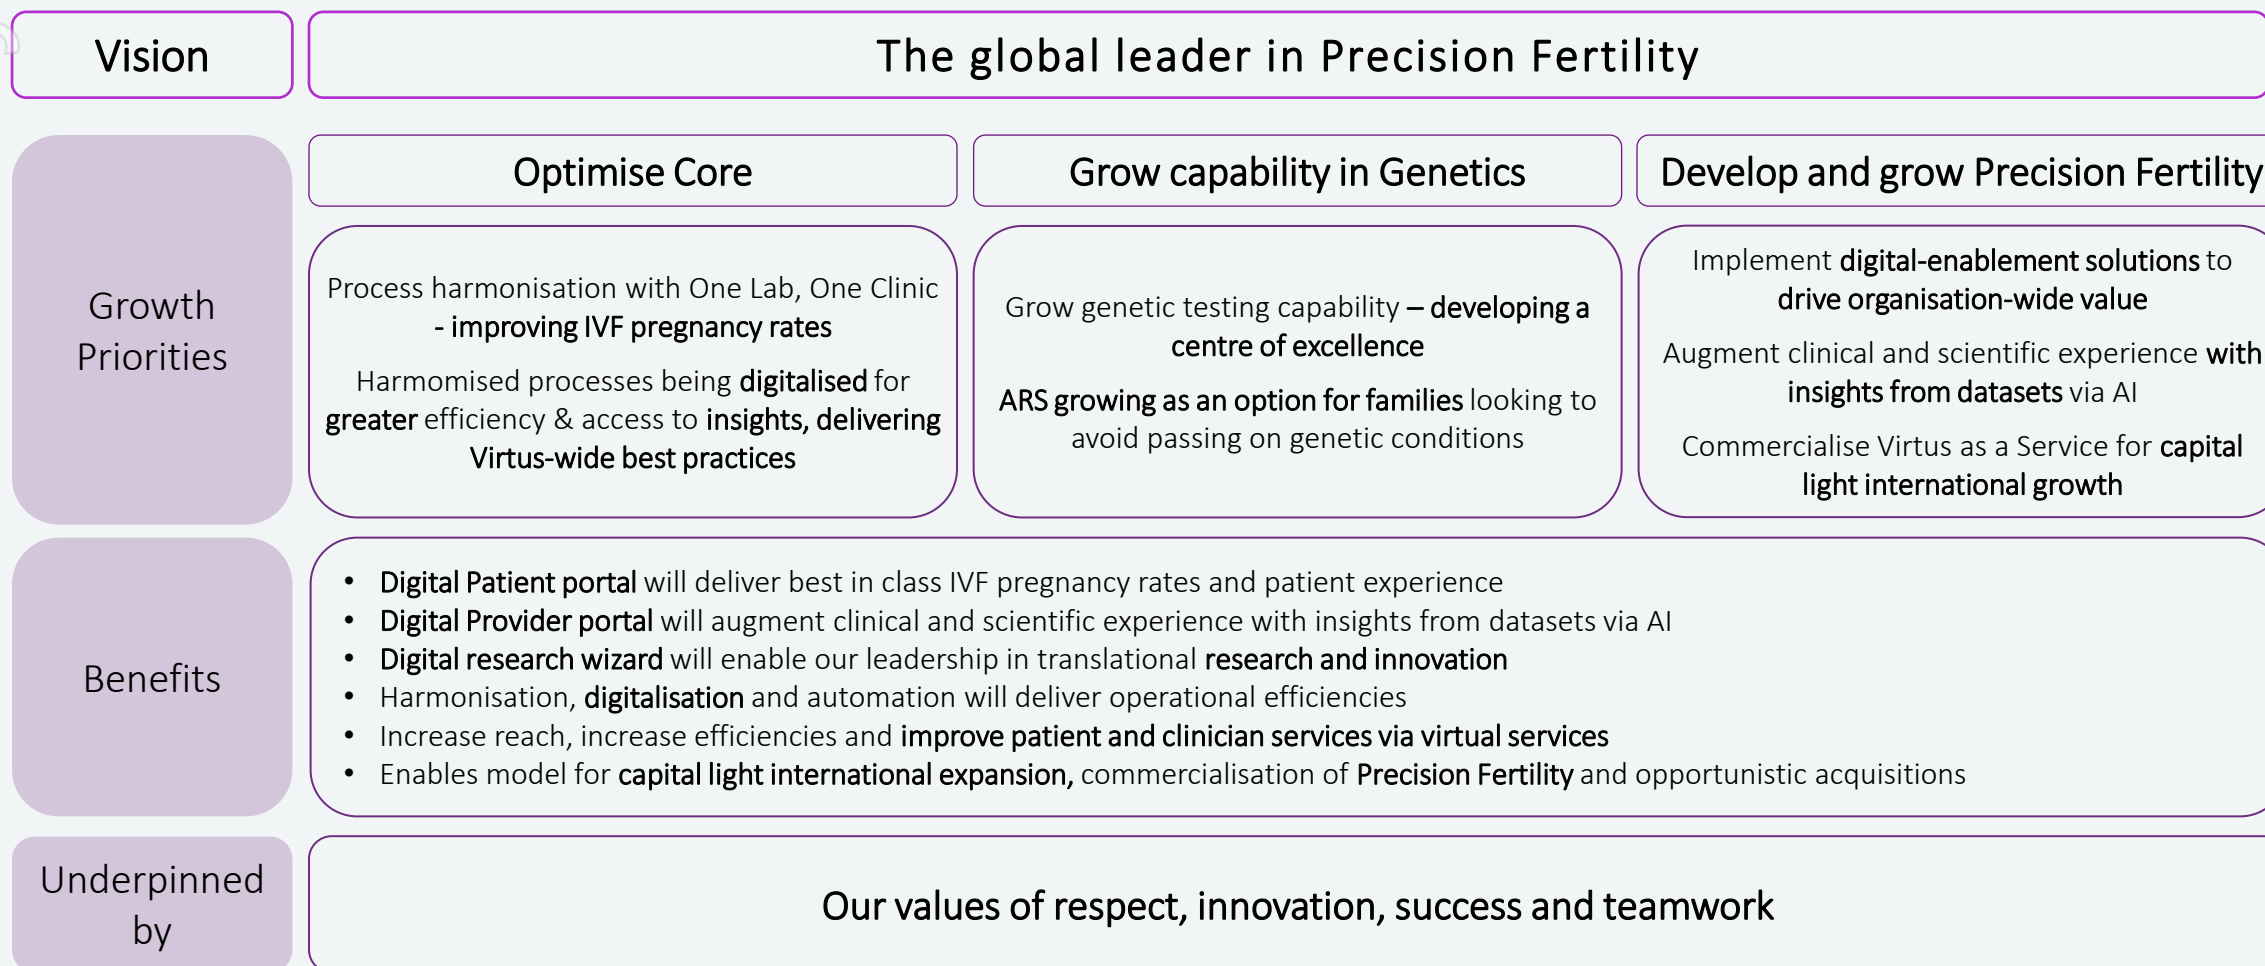 Vision
The global leader in Precision Fertility
Growth
Priorities
Optimise Core
Process harmonisation with One Lab, One Clinic
- improving IVF pregnancy rates
Harmomised processes being digitalised for
greater efficiency & access to insights, delivering
Virtus-wide best practices
Grow capability in Genetics
Grow genetic testing capability – developing a
centre of excellence
ARS growing as an option for families looking to
avoid passing on genetic conditions
Develop and grow Precision Fertility
Implement digital-enablement solutions to
drive organisation-wide value
Augment clinical and scientific experience with
insights from datasets via AI
Commercialise Virtus as a Service for capital
light international growth
Benefits
• Digital Patient portal will deliver best in class IVF pregnancy rates and patient experience
• Digital Provider portal will augment clinical and scientific experience with insights from datasets via AI
• Digital research wizard will enable our leadership in translational research and innovation
• Harmonisation, digitalisation and automation will deliver operational efficiencies
• Increase reach, increase efficiencies and improve patient and clinician services via virtual services
• Enables model for capital light international expansion, commercialisation of Precision Fertility and opportunistic acquisitions
Underpinned
by
Our values of respect, innovation, success and teamwork